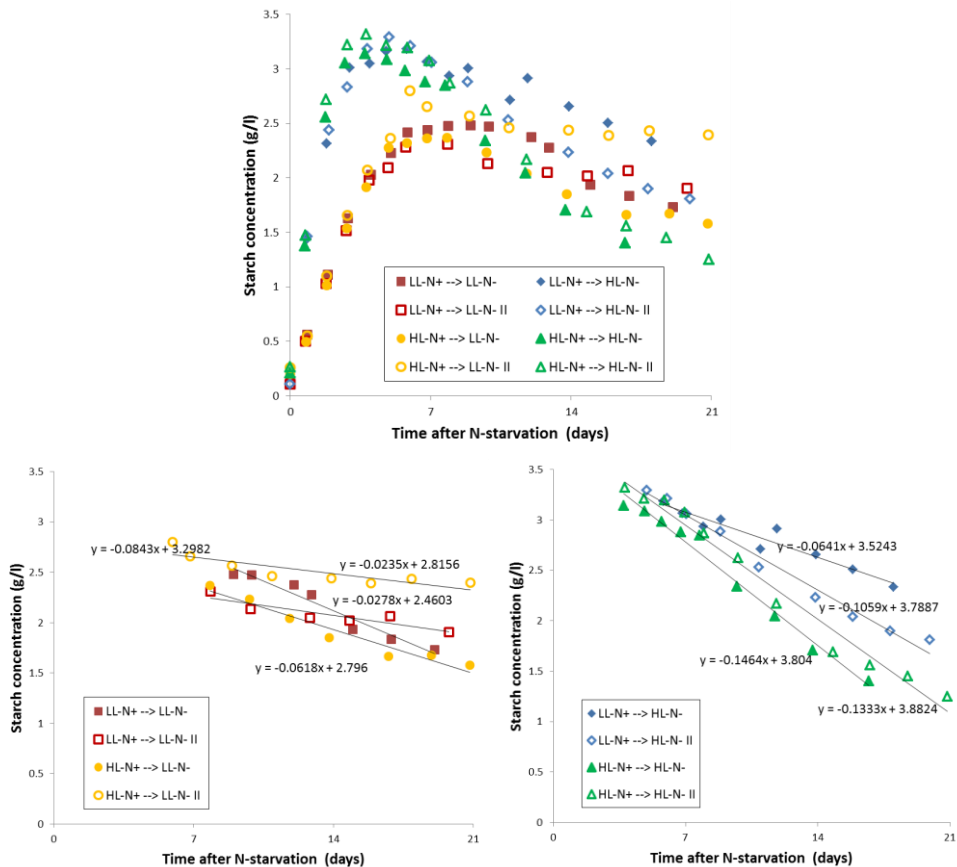 3.5
3
2.5
2
1.5
1
0.5
0
Starch concentration (g/l)
LL-N+ --> LL-N-
LL-N+ --> HL-N-
LL-N+ --> LL-N- II
LL-N+ --> HL-N- II
HL-N+ --> LL-N-
HL-N+ --> HL-N-
HL-N+ --> LL-N- II
HL-N+ --> HL-N- II
0
7
14
21
Time after N-starvation (days)
3.5
3
2.5
2
1.5
1
0.5
0
Starch concentration (g/l)
y = -0.0843x + 3.2982
y = -0.0235x + 2.8156
y = -0.0278x + 2.4603
y = -0.0618x + 2.796
LL-N+ --> LL-N-
LL-N+ --> LL-N- II
HL-N+ --> LL-N-
HL-N+ --> LL-N- II
0
7
14
21
Time after N-starvation (days)
3.5
3
2.5
2
1.5
1
0.5
0
Starch concentration (g/l)
y = -0.0641x + 3.5243
y = -0.1059x + 3.7887
y = -0.1464x + 3.804
y = -0.1333x + 3.8824
LL-N+ --> HL-N-
LL-N+ --> HL-N- II
HL-N+ --> HL-N-
HL-N+ --> HL-N- II
0
7
14
21
Time after N-starvation (days)